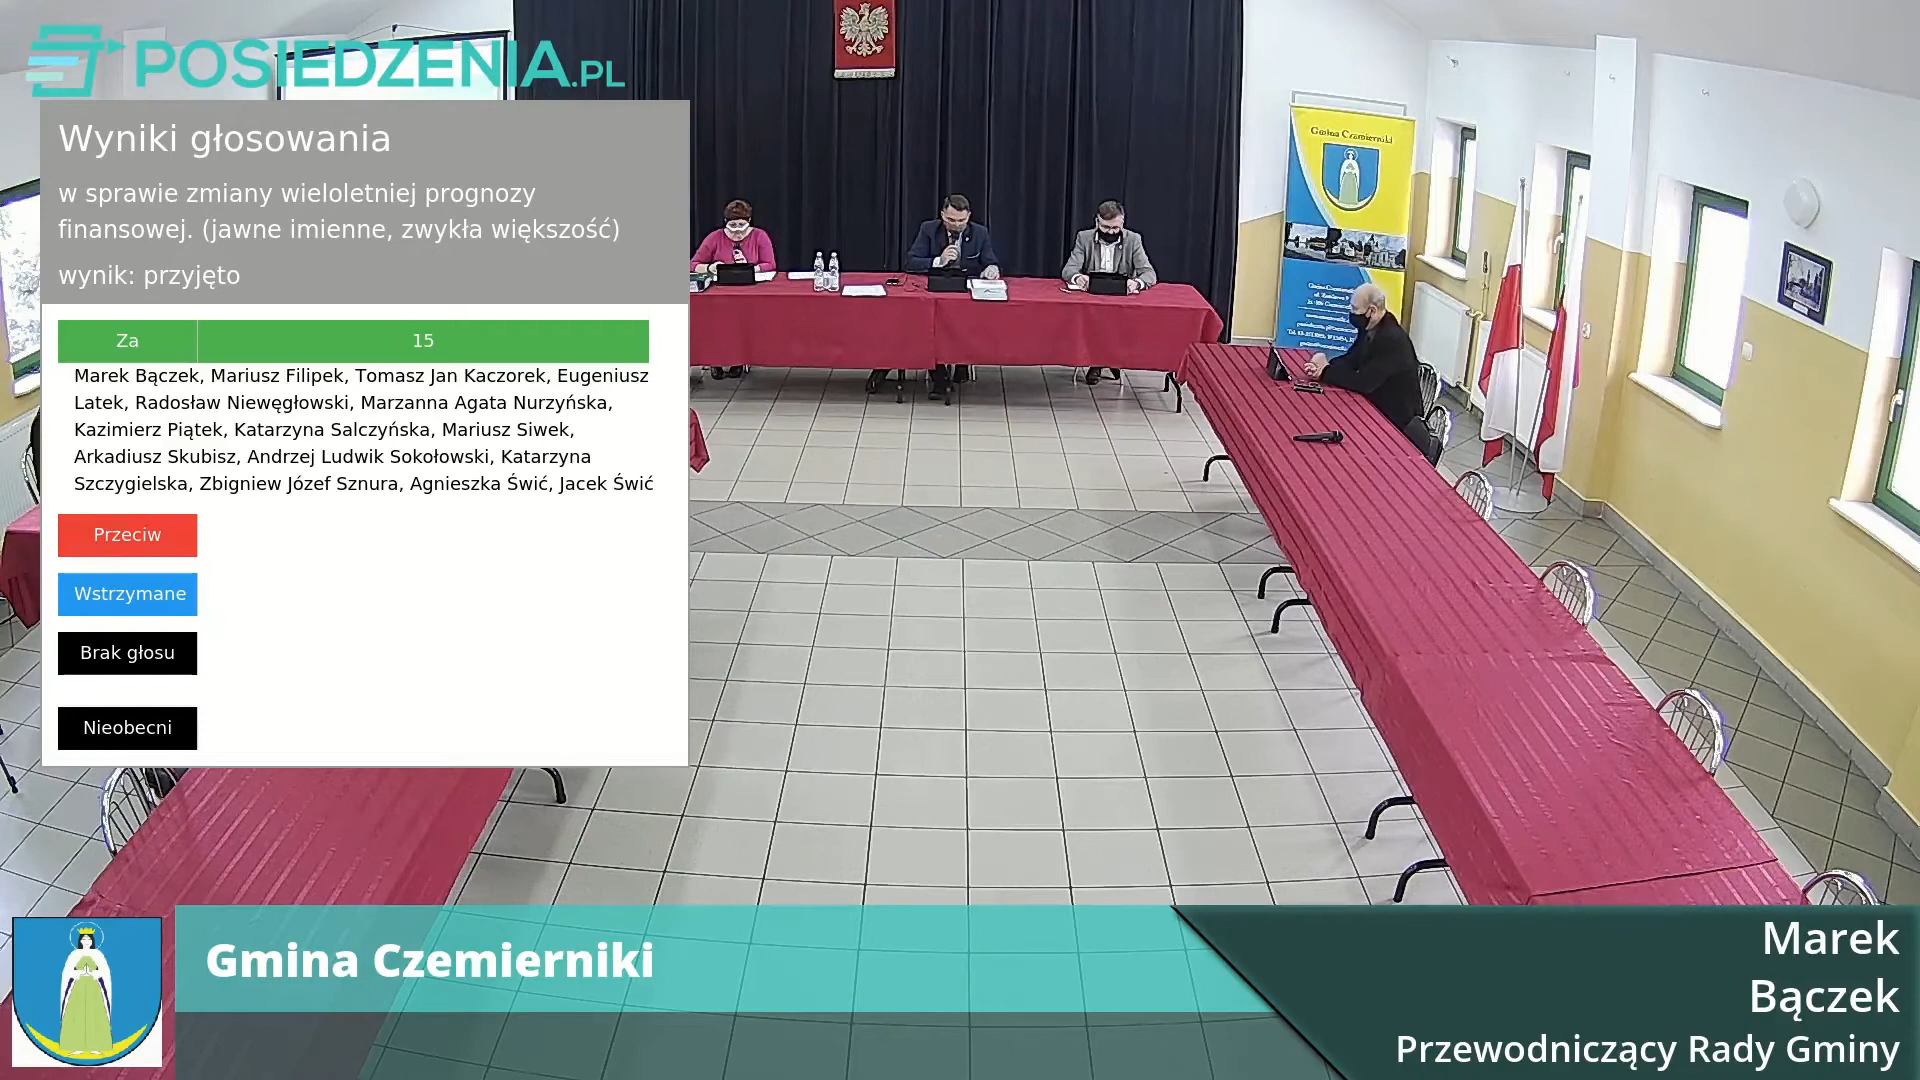 POSIEDZENIA.PL
Wyniki głosowania
w sprawie zmiany wieloletniej prognozy
finansowej. (jawne imienne, zwykła większość)
wynik: przyjęto
Za 15
Marek Bączek, Mariusz Filipek, Tomasz Jan Kaczorek, Eugeniusz
Latek, Radosław Niewęgłowski, Marzanna Agata Nurzyńska,
Kazimierz Piątek, Katarzyna Salczyńska, Mariusz Siwek,
Arkadiusz Skubisz, Andrzej Ludwik Sokołowski, Katarzyna
Szczygielska, Zbigniew Józef Sznura, Agnieszka Świć, Jacek Świć
Przeciw
Wstrzymane
Brak głosu
Nieobecni
Gmina Czemierniki
Gmina Czemierniki
Marek
Bączek
Przewodniczący Rady Gminy